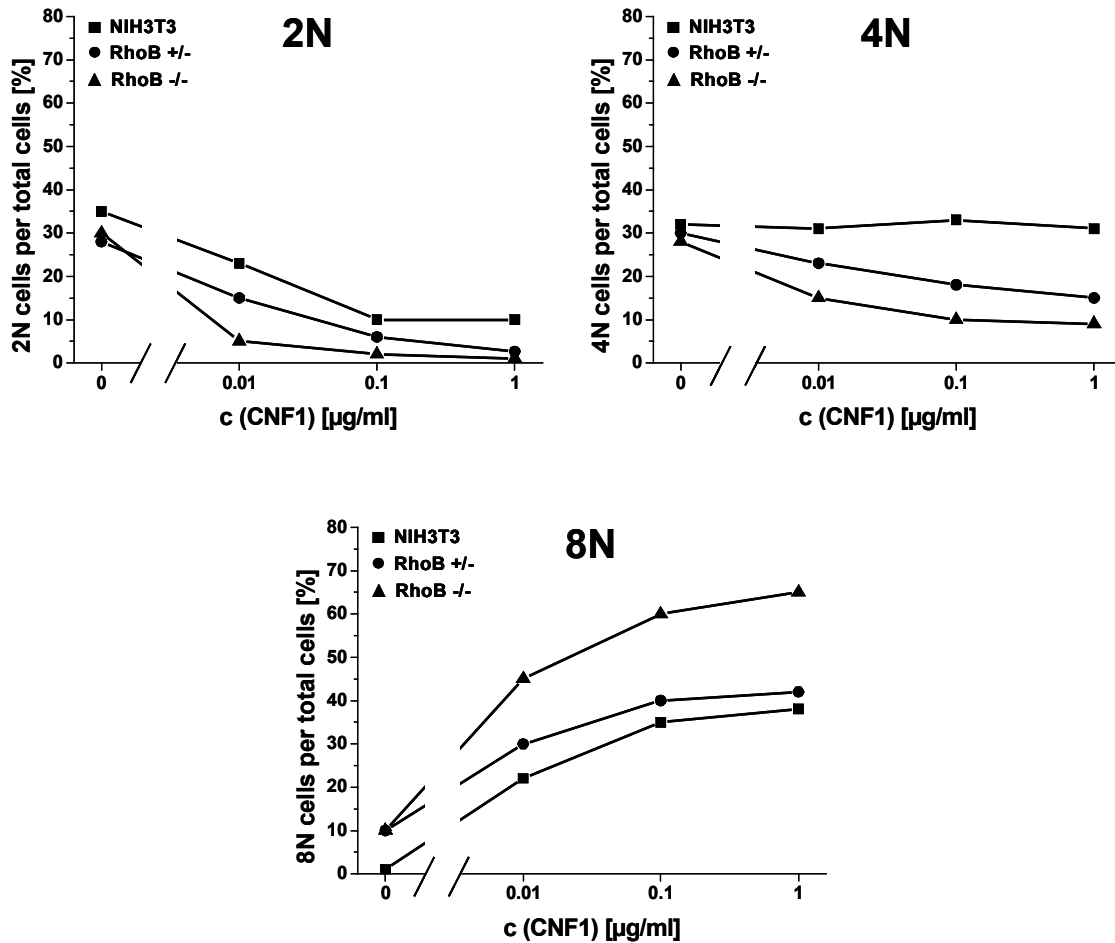 2N
NIH3T3
RhoB +/-
RhoB -/-
2N cells per total cells [%]
80
70
60
50
40
30
20
10
0
0 0.01 0.1 1
c (CNF1) [µg/ml]
4N
NIH3T3
RhoB +/-
RhoB -/-
4N cells per total cells [%]
80
70
60
50
40
30
20
10
0
0 0.01 0.1 1
c (CNF1) [µg/ml]
8N
NIH3T3
RhoB +/-
RhoB -/-
8N cells per total cells [%]
80
70
60
50
40
30
20
10
0
0 0.01 0.1 1
c (CNF1) [µg/ml]